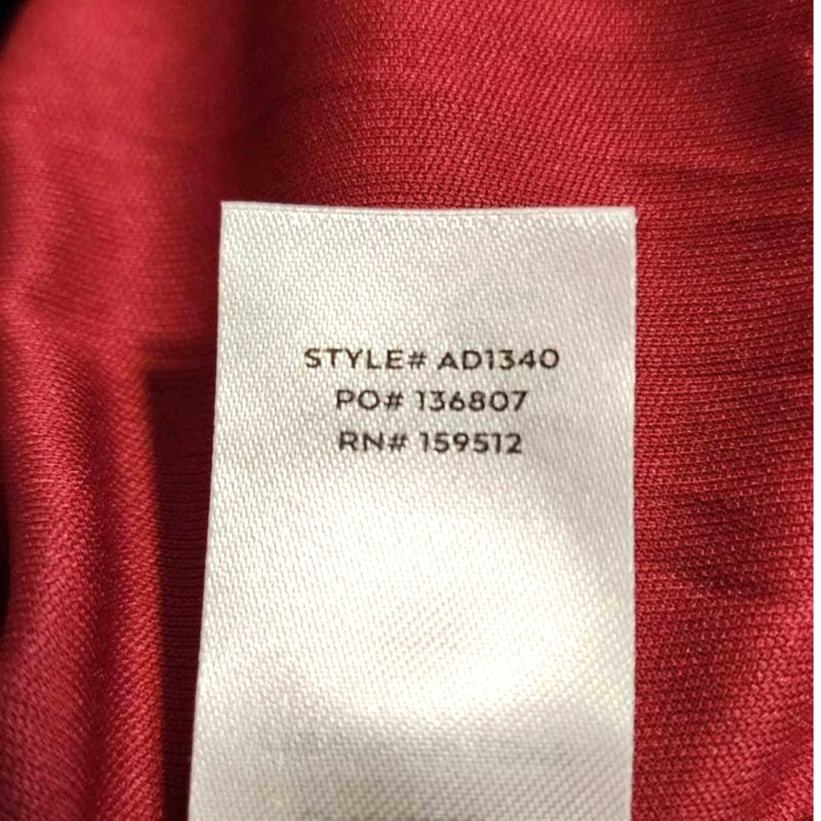 STYLE# AD1340
PO# 136807
RN# 159512